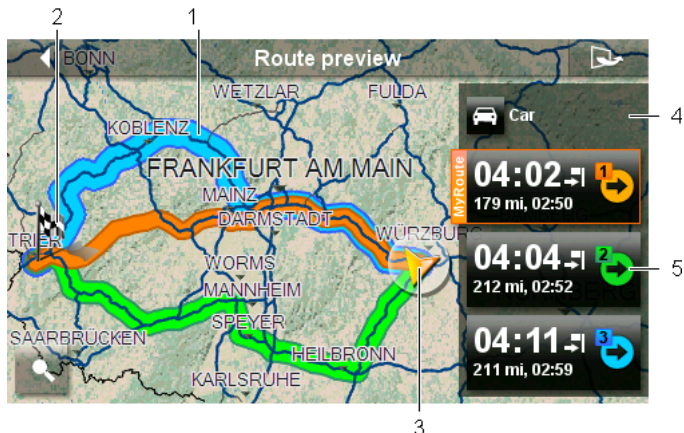 2
1
BONN
Route preview
WETZLAR
FULDA
Car
4
KOBLENZ
FRANKFURT AM MAIN
MyRoute
04:02
1
179 mi, 02:50
MAINZ
DARMSTADT
WÜRZBURG
TRIER
04:04
2
5
212 mi, 02:52
WORMS
MANNHEIM
SPEYER
SAARBRÜCKEN
HEILBRONN
KARLSRUHE
04:11
3
211 mi, 02:59
3